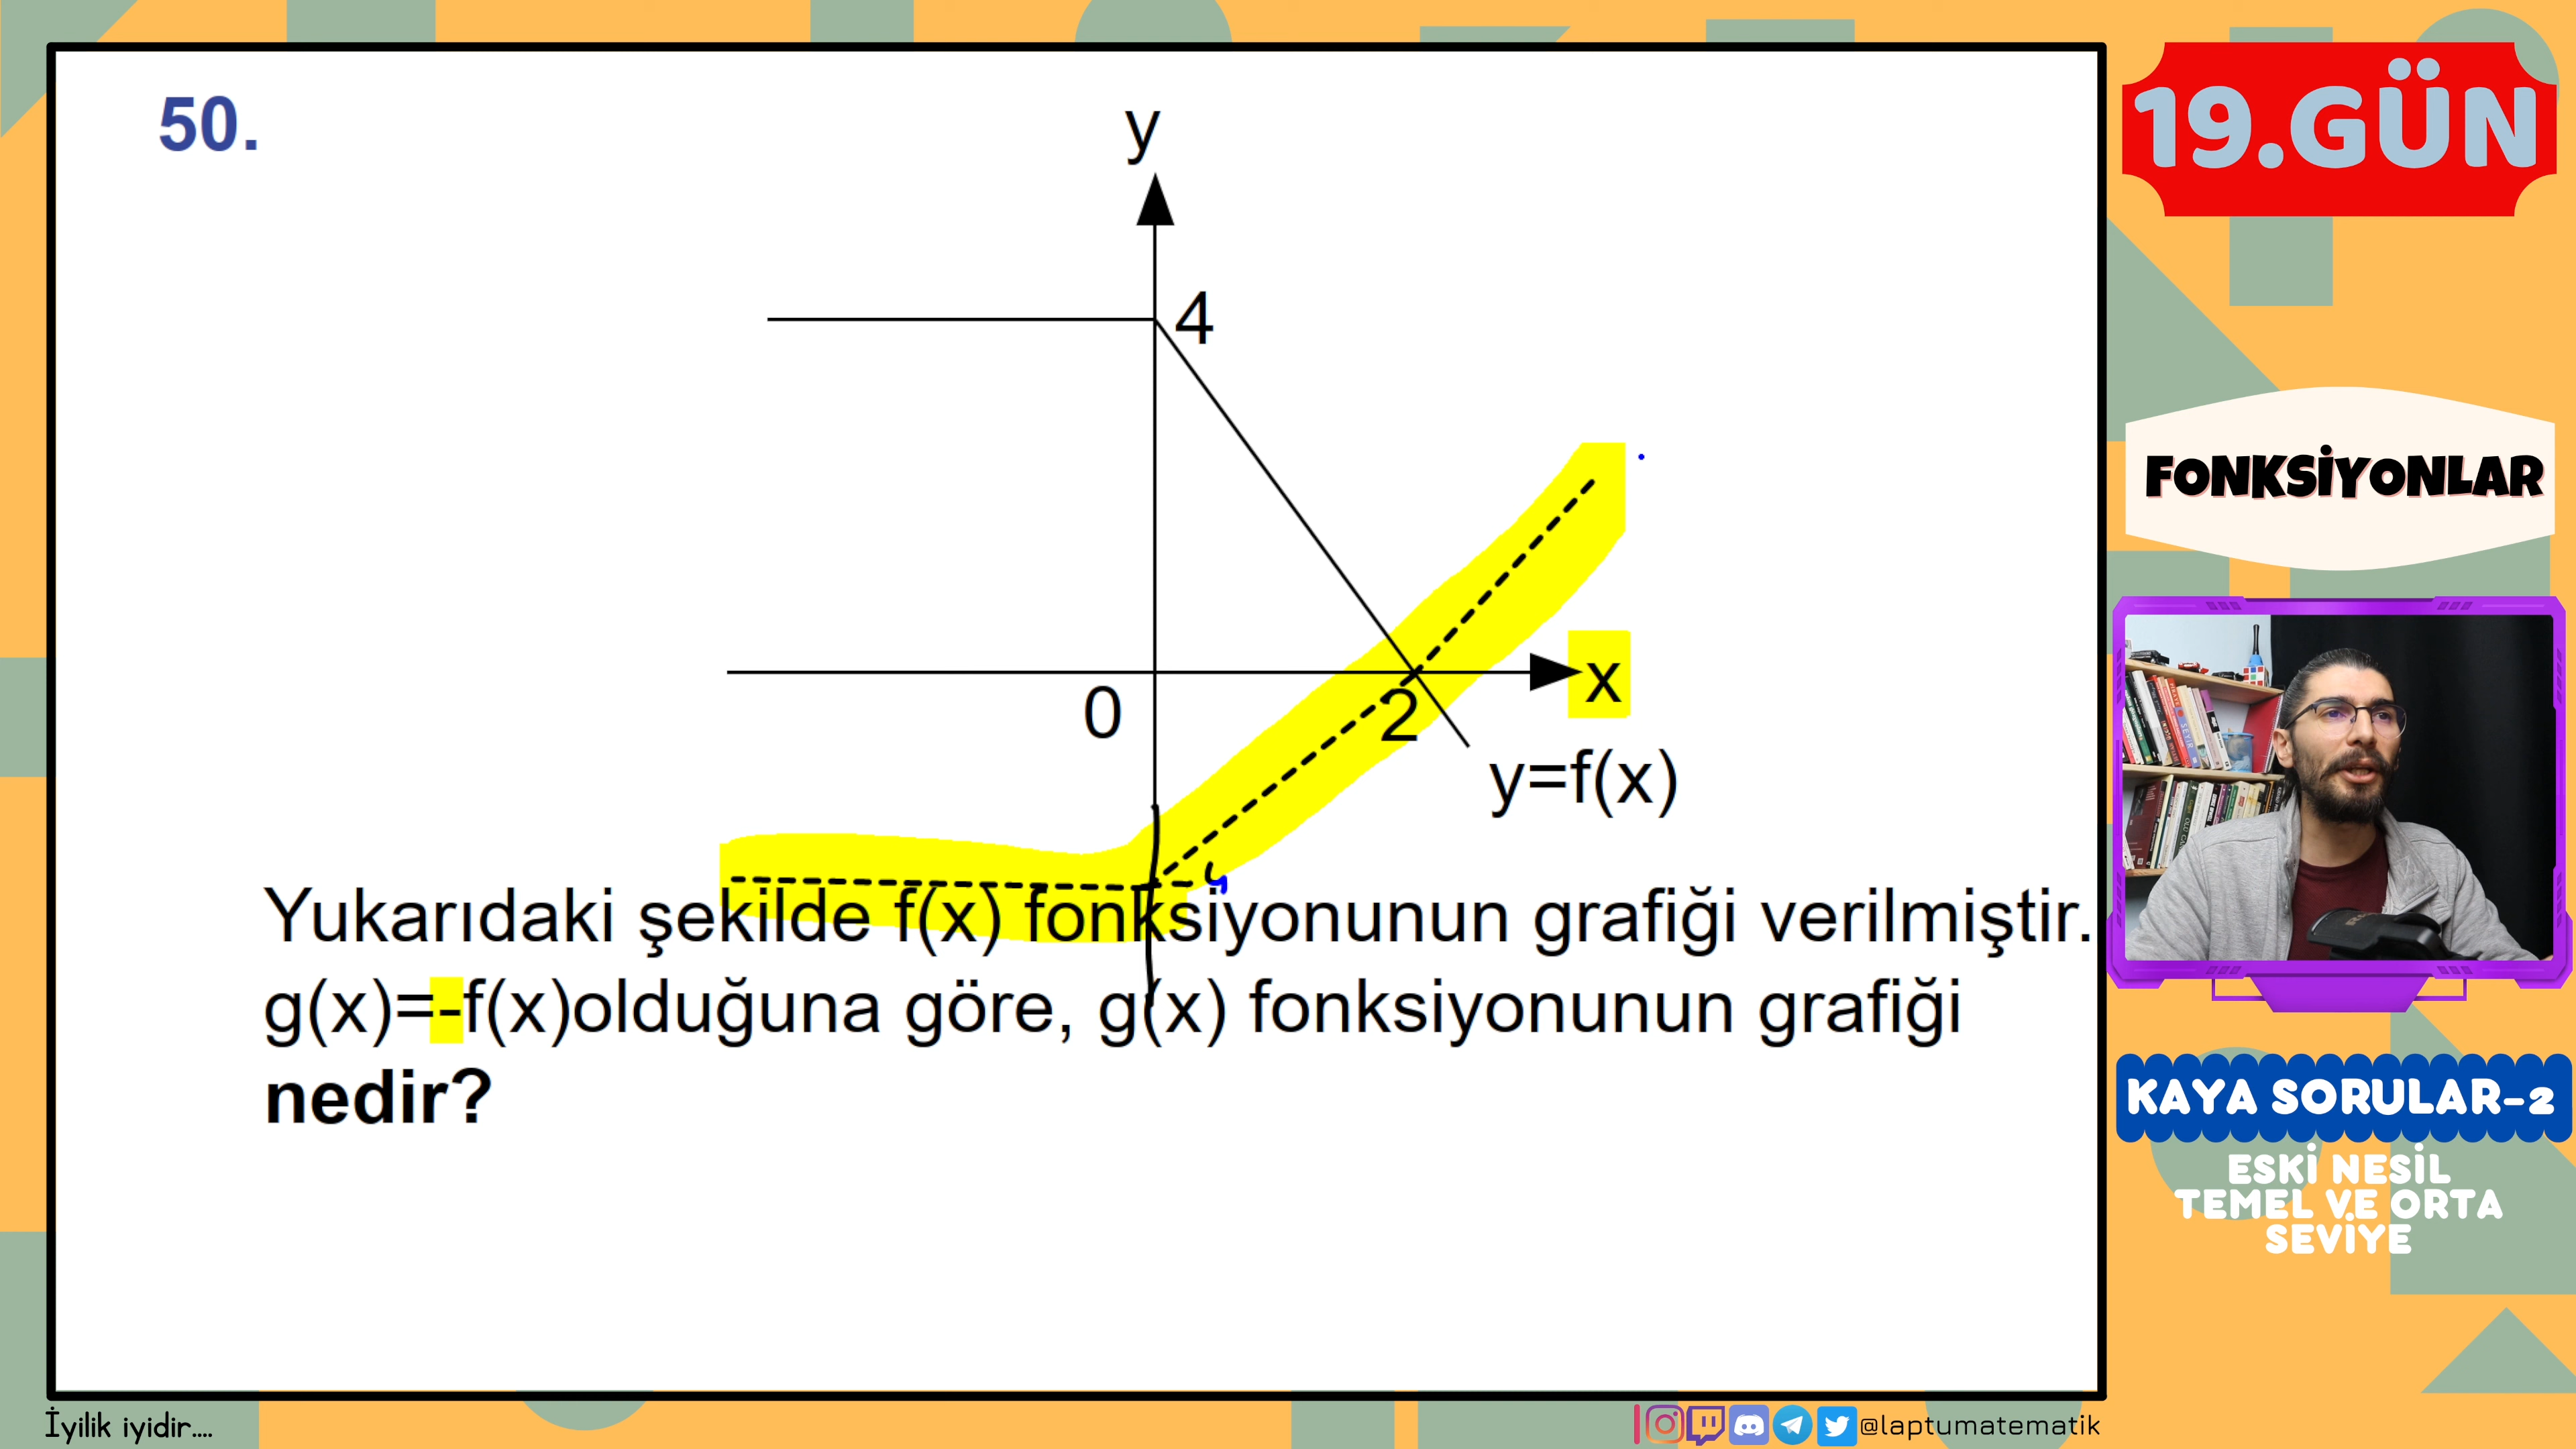 50.
y
4
0
2
x
y=f(x)
4
Yukarıdaki şekilde f(x) fonksiyonunun grafiği verilmiştir.
g(x)=-f(x)olduğuna göre, g(x) fonksiyonunun grafiği
nedir?
19.GÜN
FONKSİYONLAR
KAYA SORULAR-2
ESKİ NESİL
TEMEL VE ORTA
SEVİYE
İyilik iyidir....
@laptumatematik